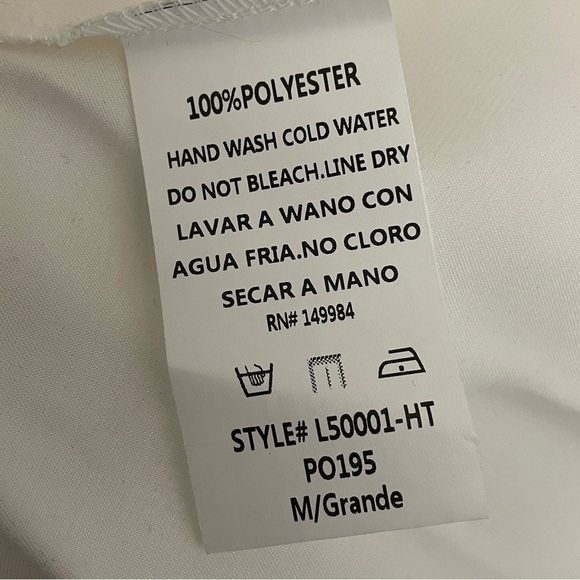 100%POLYESTER
HAND WASH COLD WATER
DO NOT BLEACH.LINE DRY
LAVAR A WANO CON
AGUA FRIA.NO CLORO
SECAR A MANO
RN# 149984
STYLE# L50001-HT
PO195
M/Grande